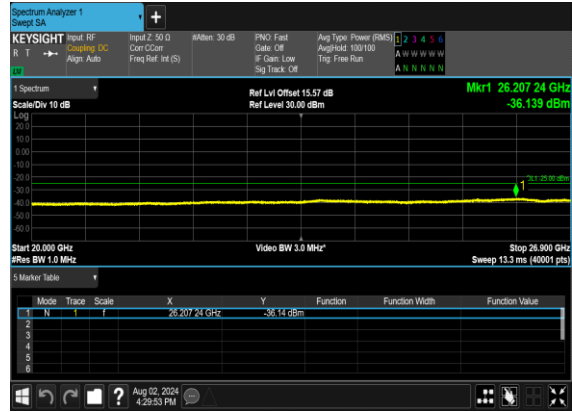 Spectrum Analyzer 1
Swept SA
+
KEYSIGHT Input: RF Input Z: 50 Ω #Atten: 30 dB PNO: Fast Avg Type: Power (RMS) 1 2 3 4 5 6
R T Coupling: DC Corr CCorr Gate: Off Avg|Hold: 100/100 A W W W W W
Align: Auto Freq Ref: Int (S) IF Gain: Low Trig: Free Run
Sig Track: Off A N N N N N
1 Spectrum Ref Lvl Offset 15.57 dB Mkr1 26.207 24 GHz
Scale/Div 10 dB Ref Level 30.00 dBm -36.139 dBm
Log
20.0
10.0
0.00
-10.0
-20.0
DL1 -25.00 dBm
1
-30.0
-40.0
-50.0
-60.0
Start 20.000 GHz Video BW 3.0 MHz* Stop 26.900 GHz
#Res BW 1.0 MHz Sweep 13.3 ms (40001 pts)
5 Marker Table
Mode Trace Scale X Y Function Function Width Function Value
1 N 1 f 26.207 24 GHz -36.14 dBm
2
3
4
5
6
? Aug 02, 2024
4:29:53 PM